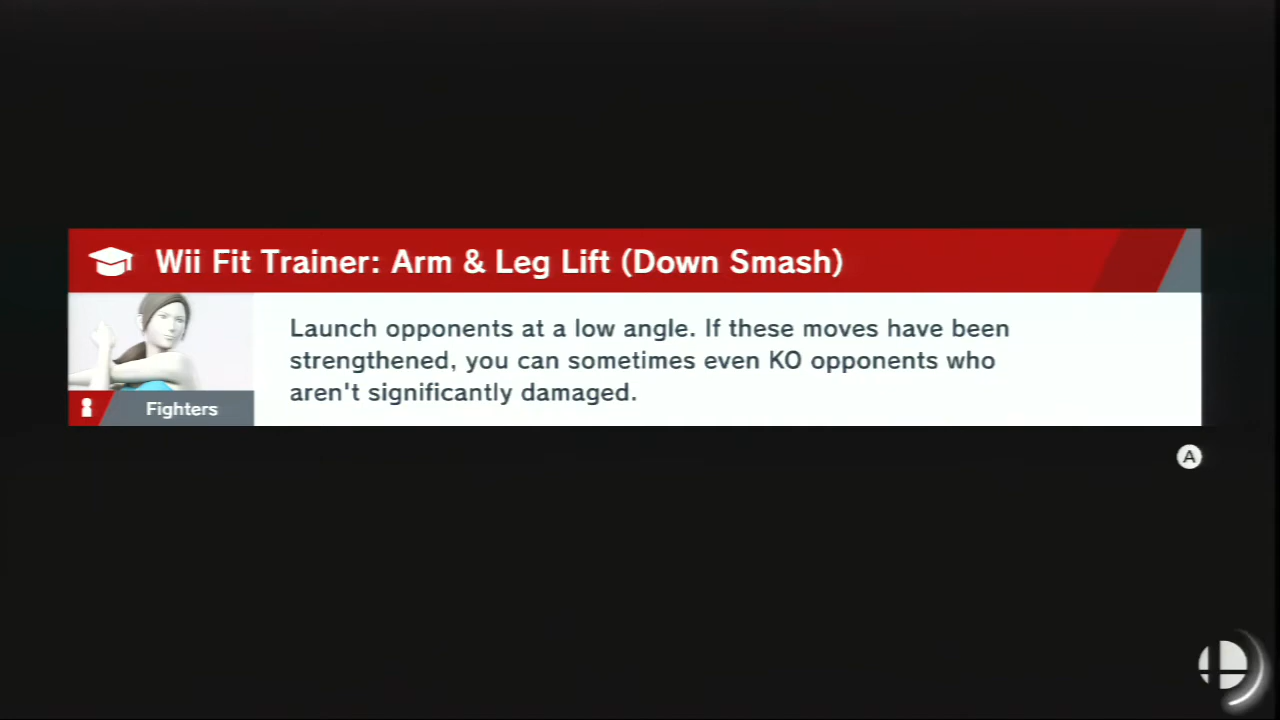 Wii Fit Trainer: Arm & Leg Lift (Down Smash)
Launch opponents at a low angle. If these moves have been
strengthened, you can sometimes even KO opponents who
aren't significantly damaged.
Fighters
A